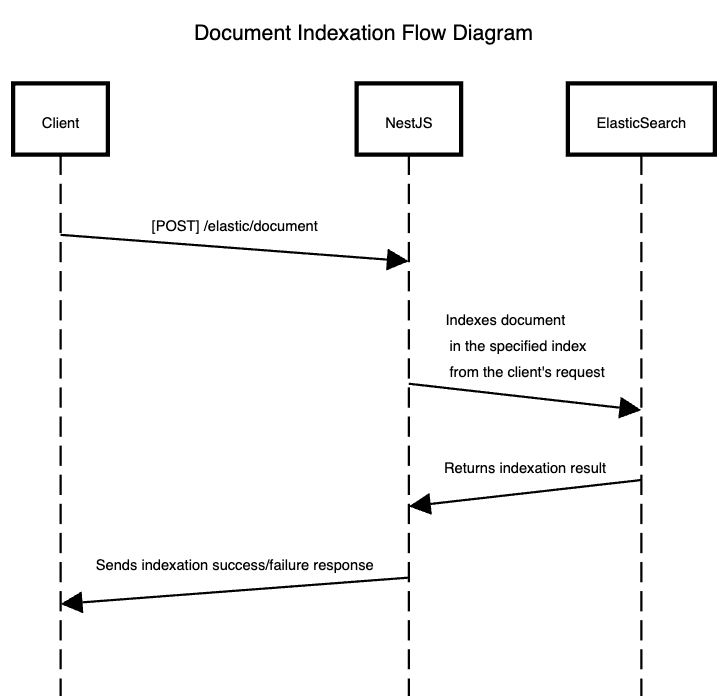 Document Indexation Flow Diagram
Client
NestJS
ElasticSearch
[POST] /elastic/document
Indexes document
in the specified index
from the client's request
Returns indexation result
Sends indexation success/failure response